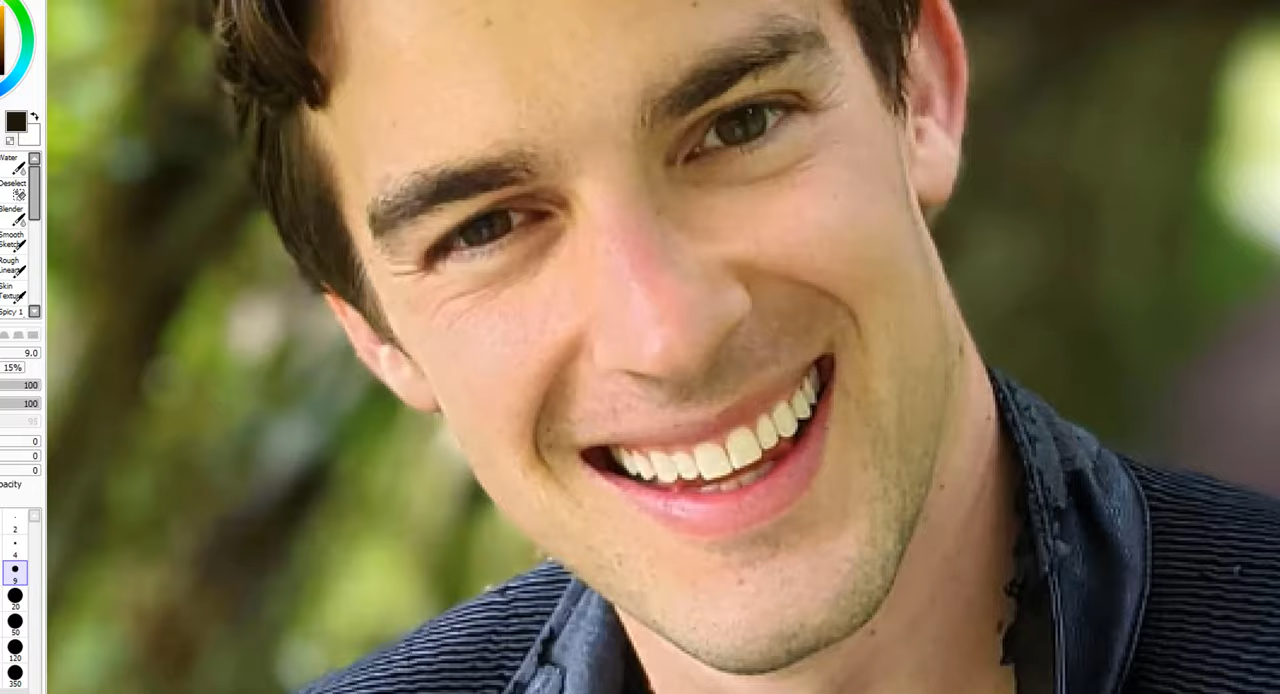 Water
Deselect
Blender
Smooth
Sketch
Rough
Linear
Skin
Textu
Spicy 1
9.0
15%
100
100
95
0
0
0
pacity
2
4
9
20
50
120
350